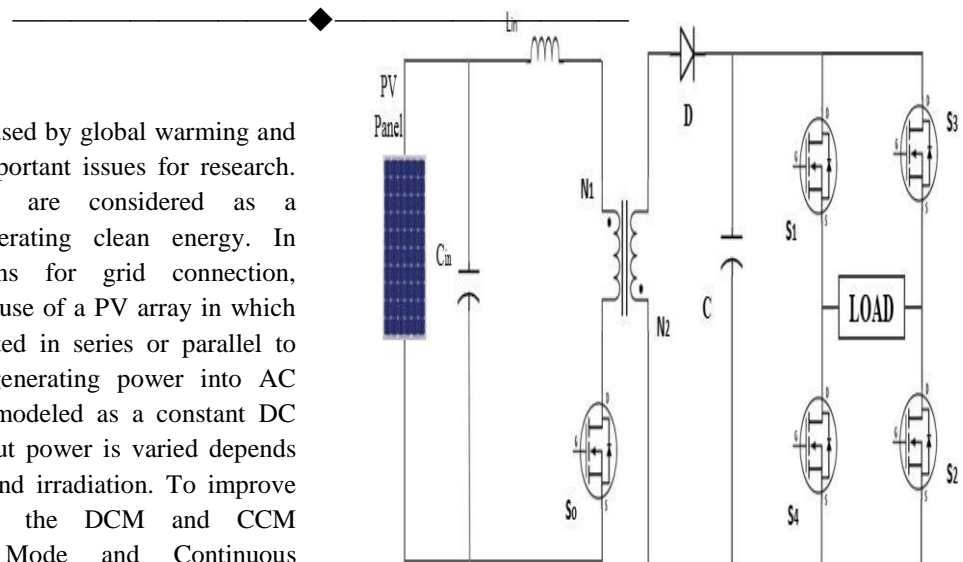 used by global warming and
portant issues for research.
are considered as a
erating clean energy. In
ns for grid connection,
use of a PV array in which
ted in series or parallel to
generating power into AC
modeled as a constant DC
ut power is varied depends
nd irradiation. To improve
the DCM and CCM
Mode and Continuous
Lin
PV
Panel
Cin
N1
N2
S0
D
C
S1
S3
LOAD
S4
S2
D
G
S
D
G
S
D
G
S
D
G
S
D
G
S